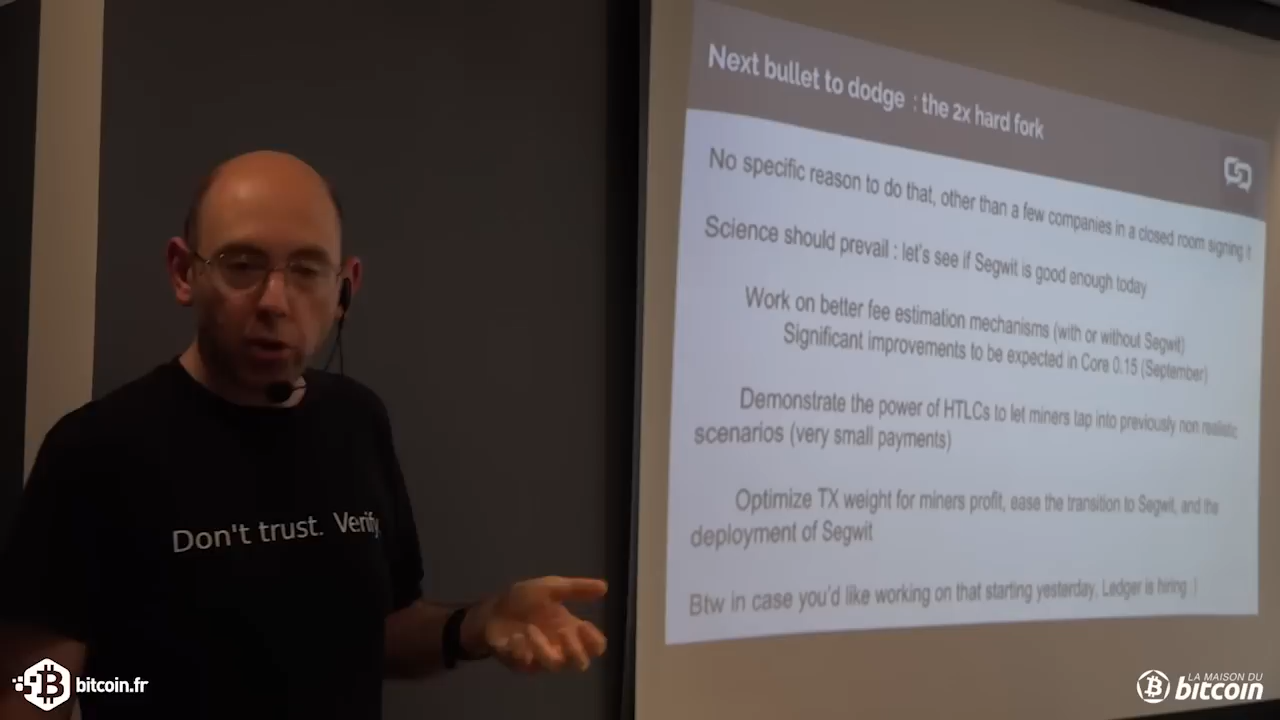 Next bullet to dodge : the 2x hard fork
No specific reason to do that, other than a few companies in a closed room signing it
Science should prevail : let's see if Segwit is good enough today
Work on better fee estimation mechanisms (with or without Segwit)
Significant improvements to be expected in Core 0.15 (September)
Demonstrate the power of HTLCs to let miners tap into previously non realistic
scenarios (very small payments)
Optimize TX weight for miners profit, ease the transition to Segwit, and the
deployment of Segwit
Btw in case you'd like working on that starting yesterday, Ledger is hiring :)
Don't trust. Verify.
bitcoin.fr
LA MAISON DU
bitcoin